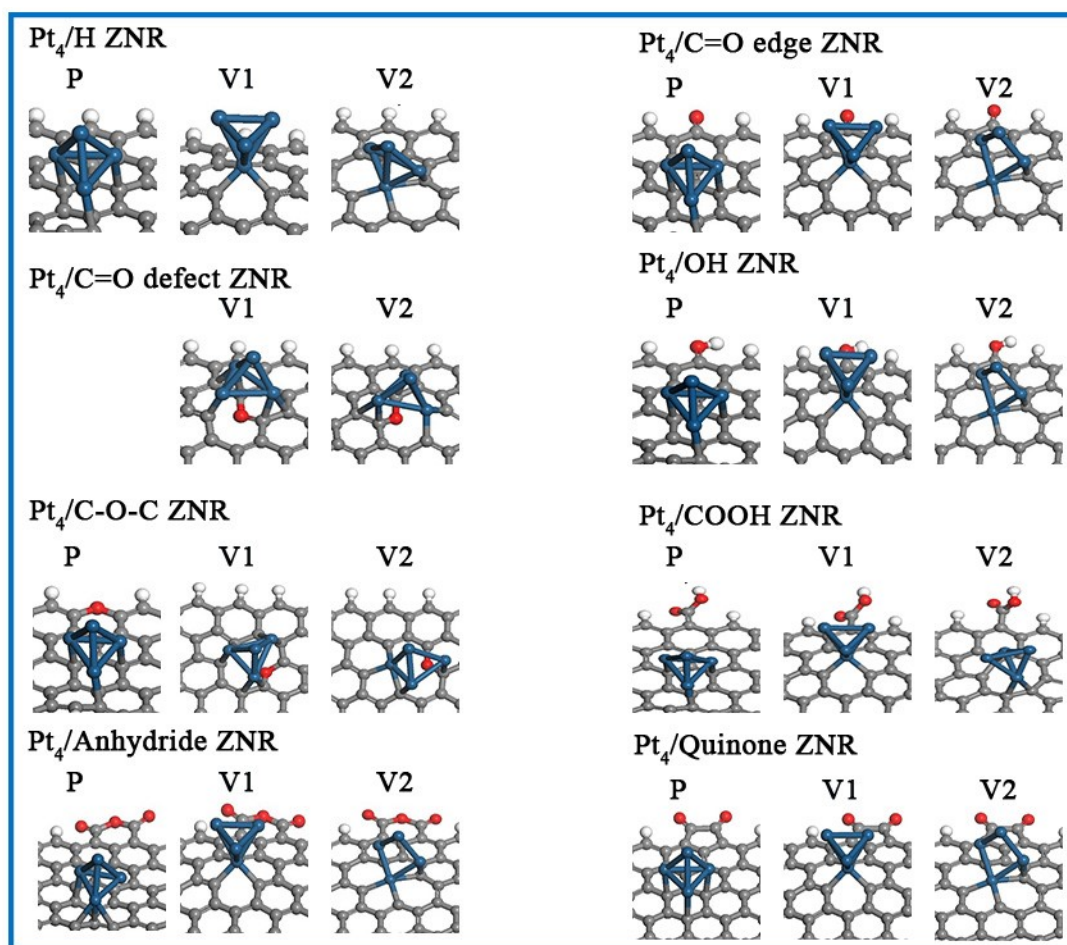 Pt₄/H ZNR
P V1 V2
Pt₄/C=O edge ZNR
P V1 V2
Pt₄/C=O defect ZNR
V1 V2
Pt₄/OH ZNR
P V1 V2
Pt₄/C-O-C ZNR
P V1 V2
Pt₄/COOH ZNR
P V1 V2
Pt₄/Anhydride ZNR
P V1 V2
Pt₄/Quinone ZNR
P V1 V2